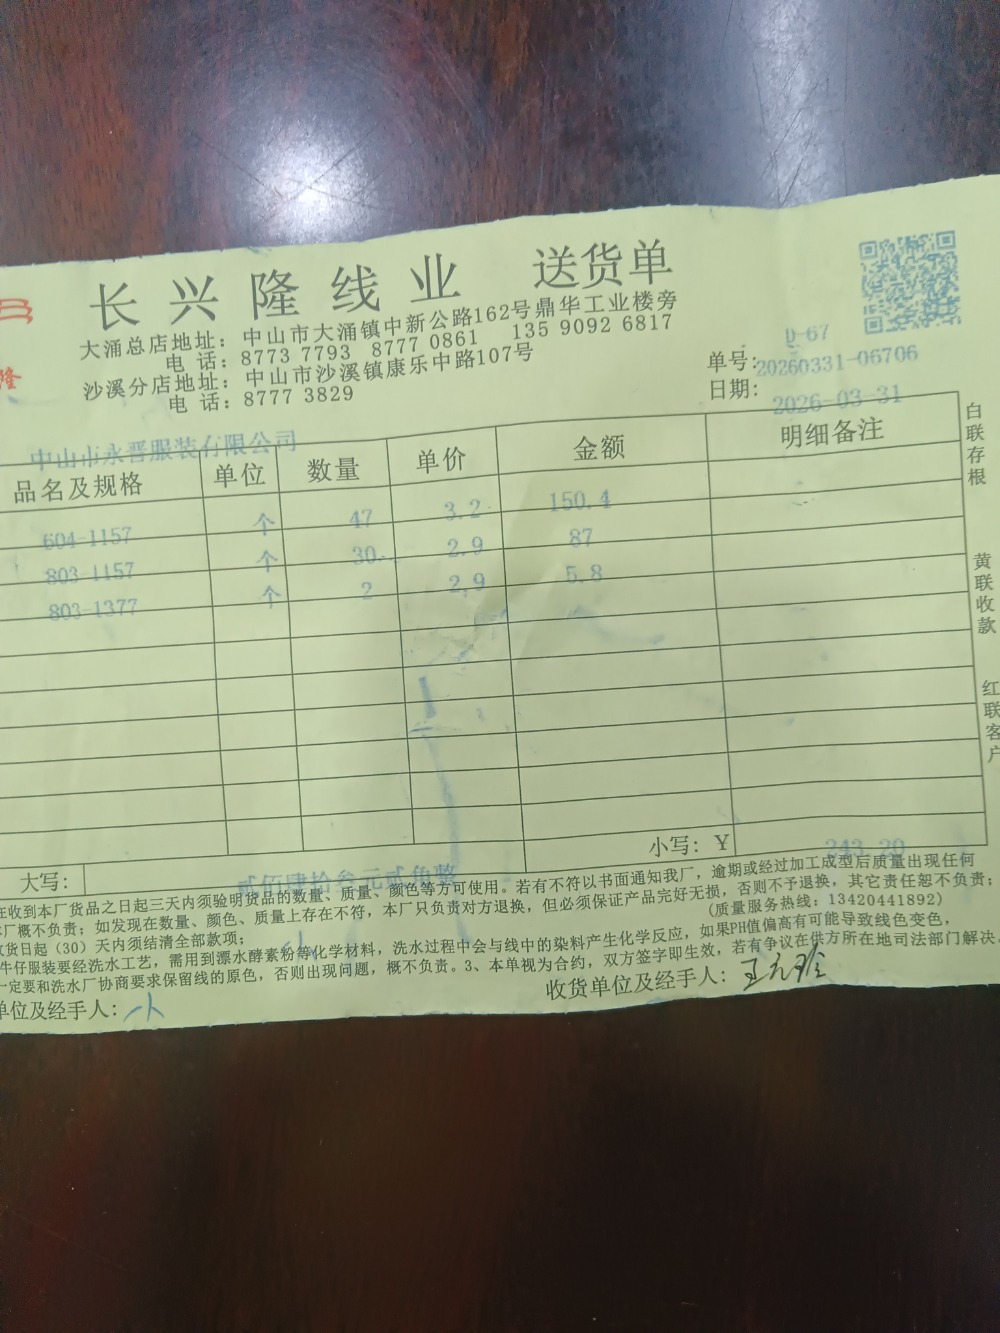 隆
长兴隆线业 送货单
大涌总店地址：中山市大涌镇中新公路162号鼎华工业楼旁
电 话：8773 7793 8777 0861 135 9092 6817
沙溪分店地址：中山市沙溪镇康乐中路107号
电 话：8777 3829
D-67
单号：20260331-06706
日期：2026-03-31
中山市永晋服装有限公司
品名及规格 单位 数量 单价 金额 明细备注
604-1157 个 47 3.2 150.4
803-1157 个 30 2.9 87
803-1377 个 2 2.9 5.8
白联存根
黄联收款
红联客户
小写：￥ 243.20
大写： 贰佰肆拾叁元贰角整
在收到本厂货品之日起三天内须验明货品的数量、质量、颜色等方可使用。若有不符以书面通知我厂，逾期或经过加工成型后质量出现任何
本厂概不负责；如发现在数量、颜色、质量上存在不符，本厂只负责对方退换，但必须保证产品完好无损，否则不予退换，其它责任恕不负责；
收货日起（30）天内须结清全部款项； (质量服务热线：13420441892)
牛仔服装要经洗水工艺，需用到漂水酵素粉等化学材料，洗水过程中会与线中的染料产生化学反应，如果PH值偏高有可能导致线色变色，
一定要和洗水厂协商要求保留线的原色，否则出现问题，概不负责。3、本单视为合约，双方签字即生效，若有争议在供方所在地司法部门解决。
单位及经手人：
收货单位及经手人：